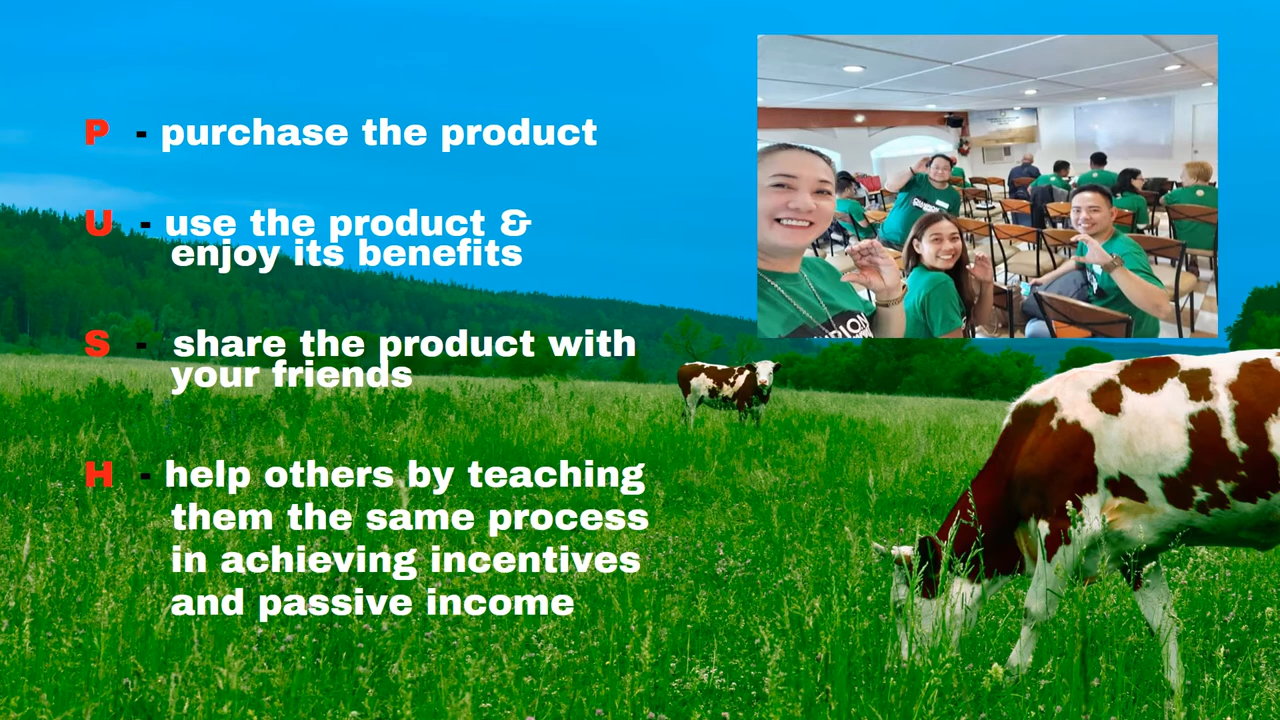 P - purchase the product
U - use the product &
enjoy its benefits
S - share the product with
your friends
H - help others by teaching
them the same process
in achieving incentives
and passive income